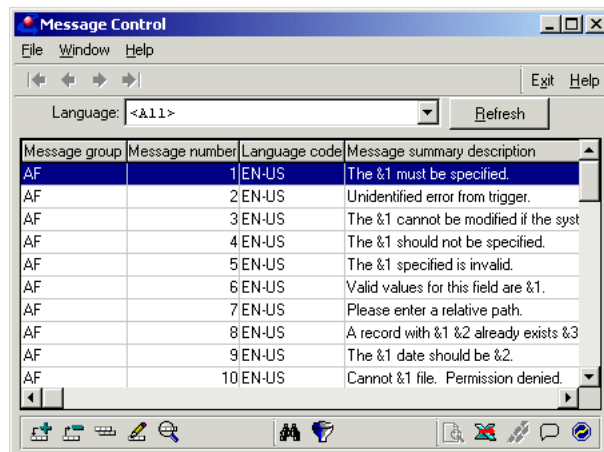 Message Control
File Window Help
Exit Help
Language: <All> Refresh
Message group Message number Language code Message summary description
AF 1 EN-US The &1 must be specified.
AF 2 EN-US Unidentified error from trigger.
AF 3 EN-US The &1 cannot be modified if the syst
AF 4 EN-US The &1 should not be specified.
AF 5 EN-US The &1 specified is invalid.
AF 6 EN-US Valid values for this field are &1.
AF 7 EN-US Please enter a relative path.
AF 8 EN-US A record with &1 &2 already exists &3
AF 9 EN-US The &1 date should be &2.
AF 10 EN-US Cannot &1 file. Permission denied.